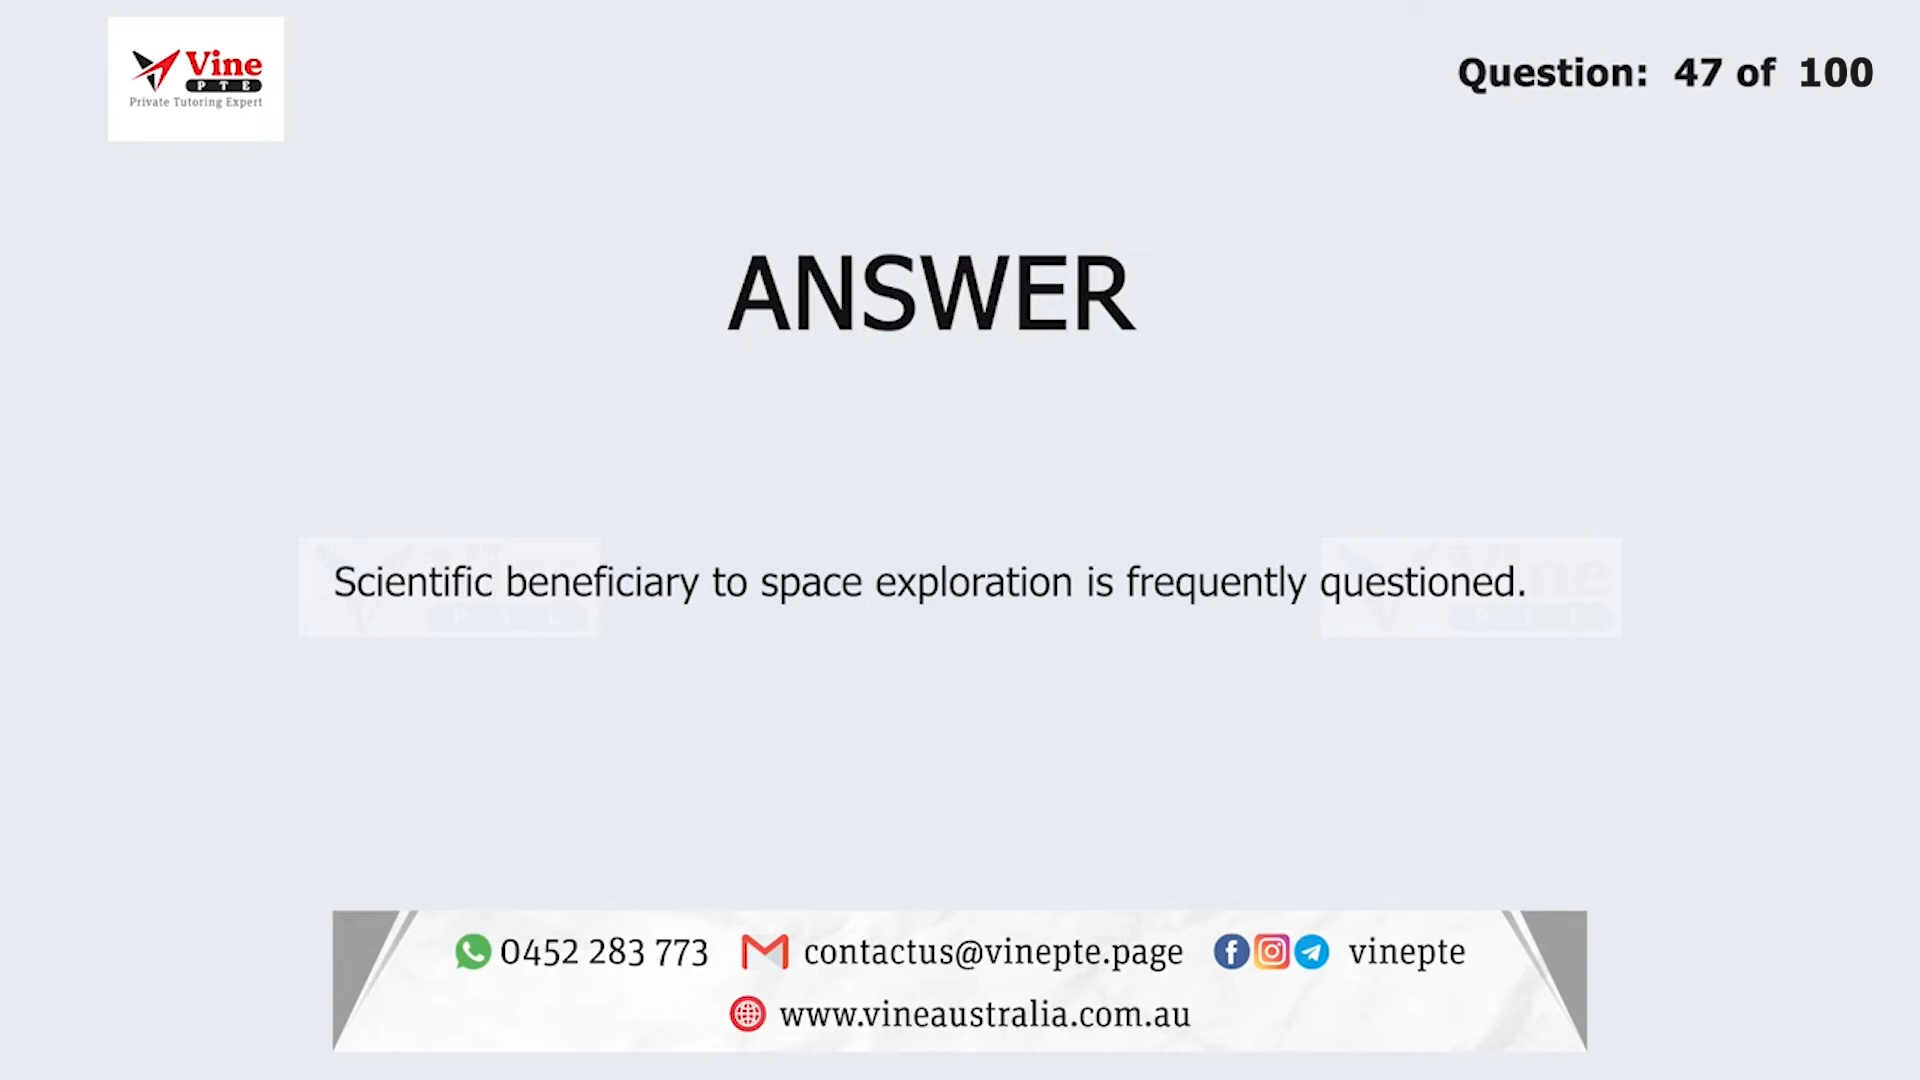 Vine
PTE
Private Tutoring Expert
Question: 47 of 100
ANSWER
Scientific beneficiary to space exploration is frequently questioned.
0452 283 773 contactus@vinepte.page vinepte
www.vineaustralia.com.au